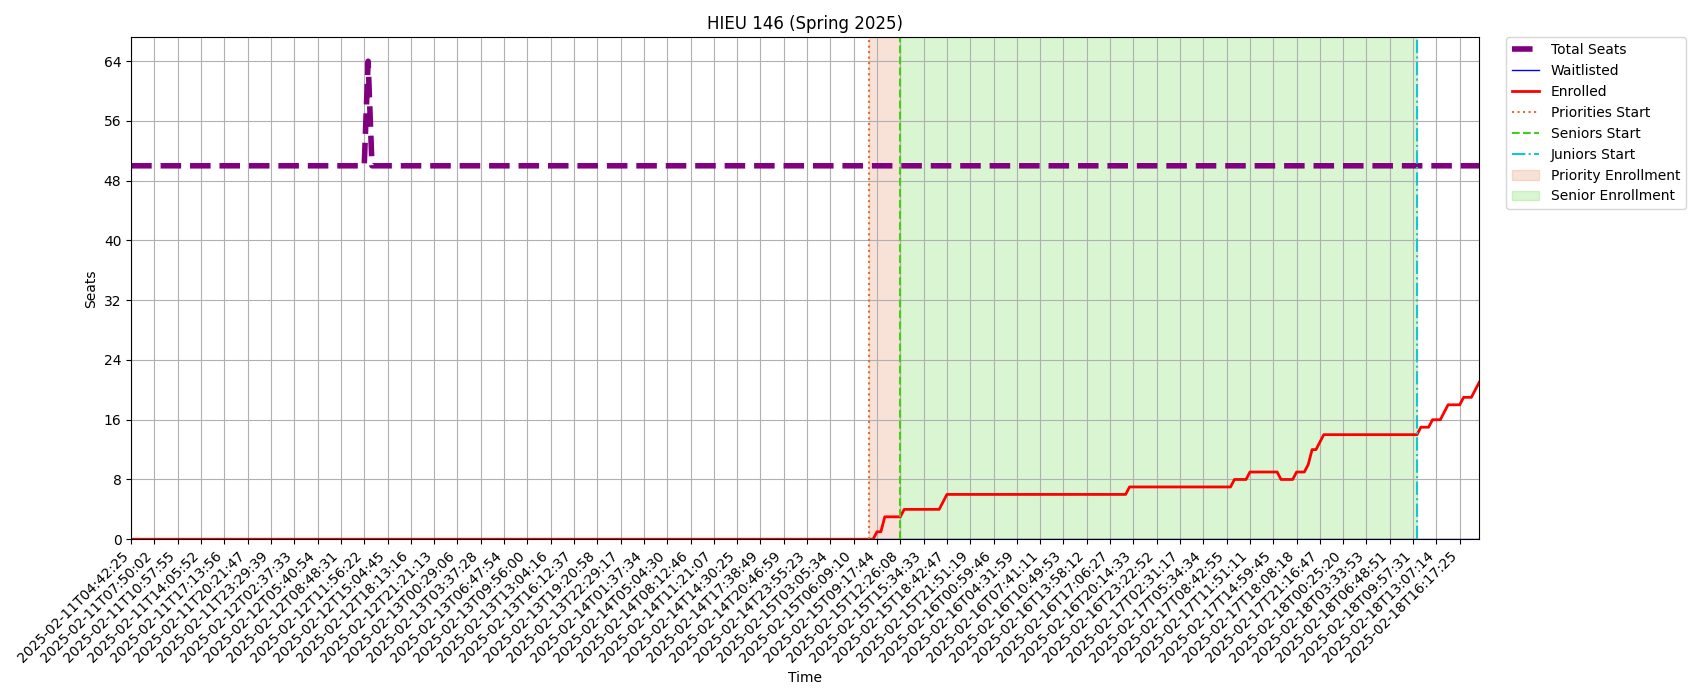 HIEU 146 (Spring 2025)
64
56
48
40
32
24
16
8
0
Seats
2025-02-11T04:42:25
2025-02-11T07:50:02
2025-02-11T10:57:55
2025-02-11T14:05:52
2025-02-11T17:13:56
2025-02-11T20:21:47
2025-02-11T23:29:39
2025-02-12T02:37:33
2025-02-12T05:40:54
2025-02-12T08:48:31
2025-02-12T11:56:22
2025-02-12T15:04:45
2025-02-12T18:13:16
2025-02-12T21:21:13
2025-02-13T00:29:06
2025-02-13T03:37:28
2025-02-13T06:47:54
2025-02-13T09:56:00
2025-02-13T13:04:16
2025-02-13T16:12:37
2025-02-13T19:20:58
2025-02-13T22:29:17
2025-02-14T01:37:34
2025-02-14T05:04:30
2025-02-14T08:12:46
2025-02-14T11:21:07
2025-02-14T14:30:25
2025-02-14T17:38:49
2025-02-14T20:46:59
2025-02-14T23:55:23
2025-02-15T03:05:34
2025-02-15T06:09:10
2025-02-15T09:17:44
2025-02-15T12:26:08
2025-02-15T15:34:33
2025-02-15T18:42:47
2025-02-15T21:51:19
2025-02-16T00:59:46
2025-02-16T04:31:59
2025-02-16T07:41:11
2025-02-16T10:49:53
2025-02-16T13:58:12
2025-02-16T17:06:27
2025-02-16T20:14:33
2025-02-16T23:22:52
2025-02-17T02:31:17
2025-02-17T05:34:34
2025-02-17T08:42:55
2025-02-17T11:51:11
2025-02-17T14:59:45
2025-02-17T18:08:18
2025-02-17T21:16:47
2025-02-18T00:25:20
2025-02-18T03:33:53
2025-02-18T06:48:51
2025-02-18T09:57:31
2025-02-18T13:07:14
2025-02-18T16:17:25
Time
Total Seats
Waitlisted
Enrolled
Priorities Start
Seniors Start
Juniors Start
Priority Enrollment
Senior Enrollment